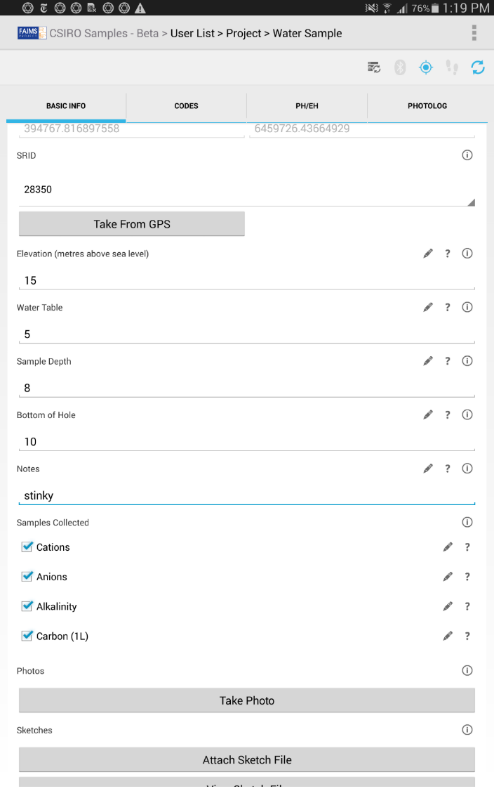 76% 1:19 PM
FAIMS CSIRO Samples - Beta > User List > Project > Water Sample
BASIC INFO CODES PH/EH PHOTOLOG
394767.816897558 6459726.43664929
SRID
28350
Take From GPS
Elevation (metres above sea level) ?
15
Water Table ?
5
Sample Depth ?
8
Bottom of Hole ?
10
Notes ?
stinky
Samples Collected
Cations ?
Anions ?
Alkalinity ?
Carbon (1L) ?
Photos
Take Photo
Sketches
Attach Sketch File
View Sketch File